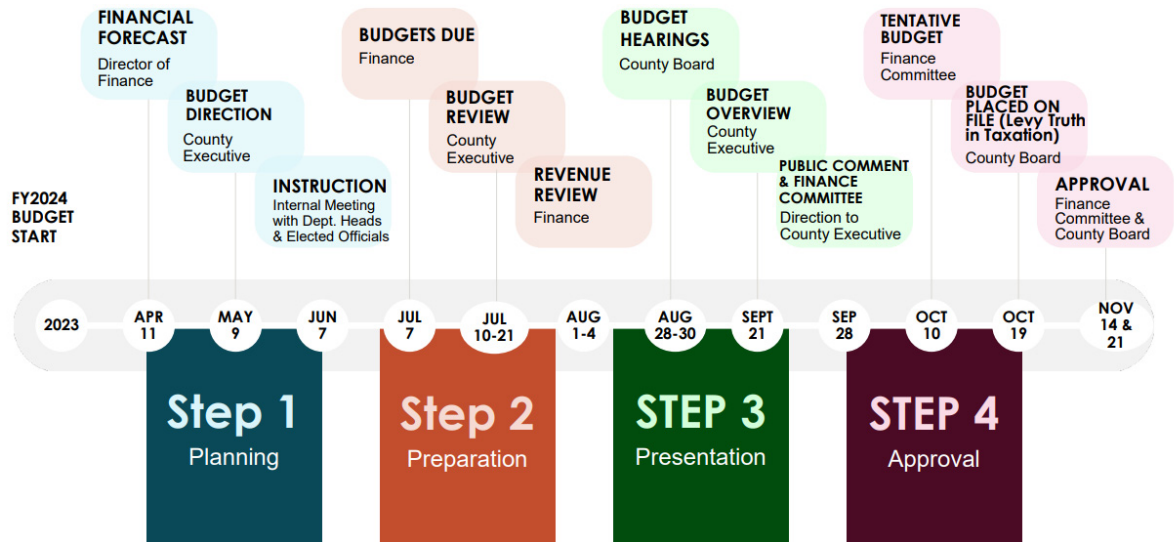 FINANCIAL
FORECAST
Director of
Finance
BUDGET
DIRECTION
County
Executive
INSTRUCTION
Internal Meeting
with Dept. Heads
& Elected Officials
BUDGETS DUE
Finance
BUDGET
REVIEW
County
Executive
REVENUE
REVIEW
Finance
BUDGET
HEARINGS
County Board
BUDGET
OVERVIEW
County
Executive
PUBLIC COMMENT
& FINANCE
COMMITTEE
Direction to
County Executive
TENTATIVE
BUDGET
Finance
Committee
BUDGET
PLACED ON
FILE (Levy Truth
in Taxation)
County Board
APPROVAL
Finance
Committee &
County Board
FY2024
BUDGET
START
2023
APR
11
MAY
9
JUN
7
JUL
7
JUL
10-21
AUG
1-4
AUG
28-30
SEPT
21
SEP
28
OCT
10
OCT
19
NOV
14 &
21
Step 1
Planning
Step 2
Preparation
STEP 3
Presentation
STEP 4
Approval